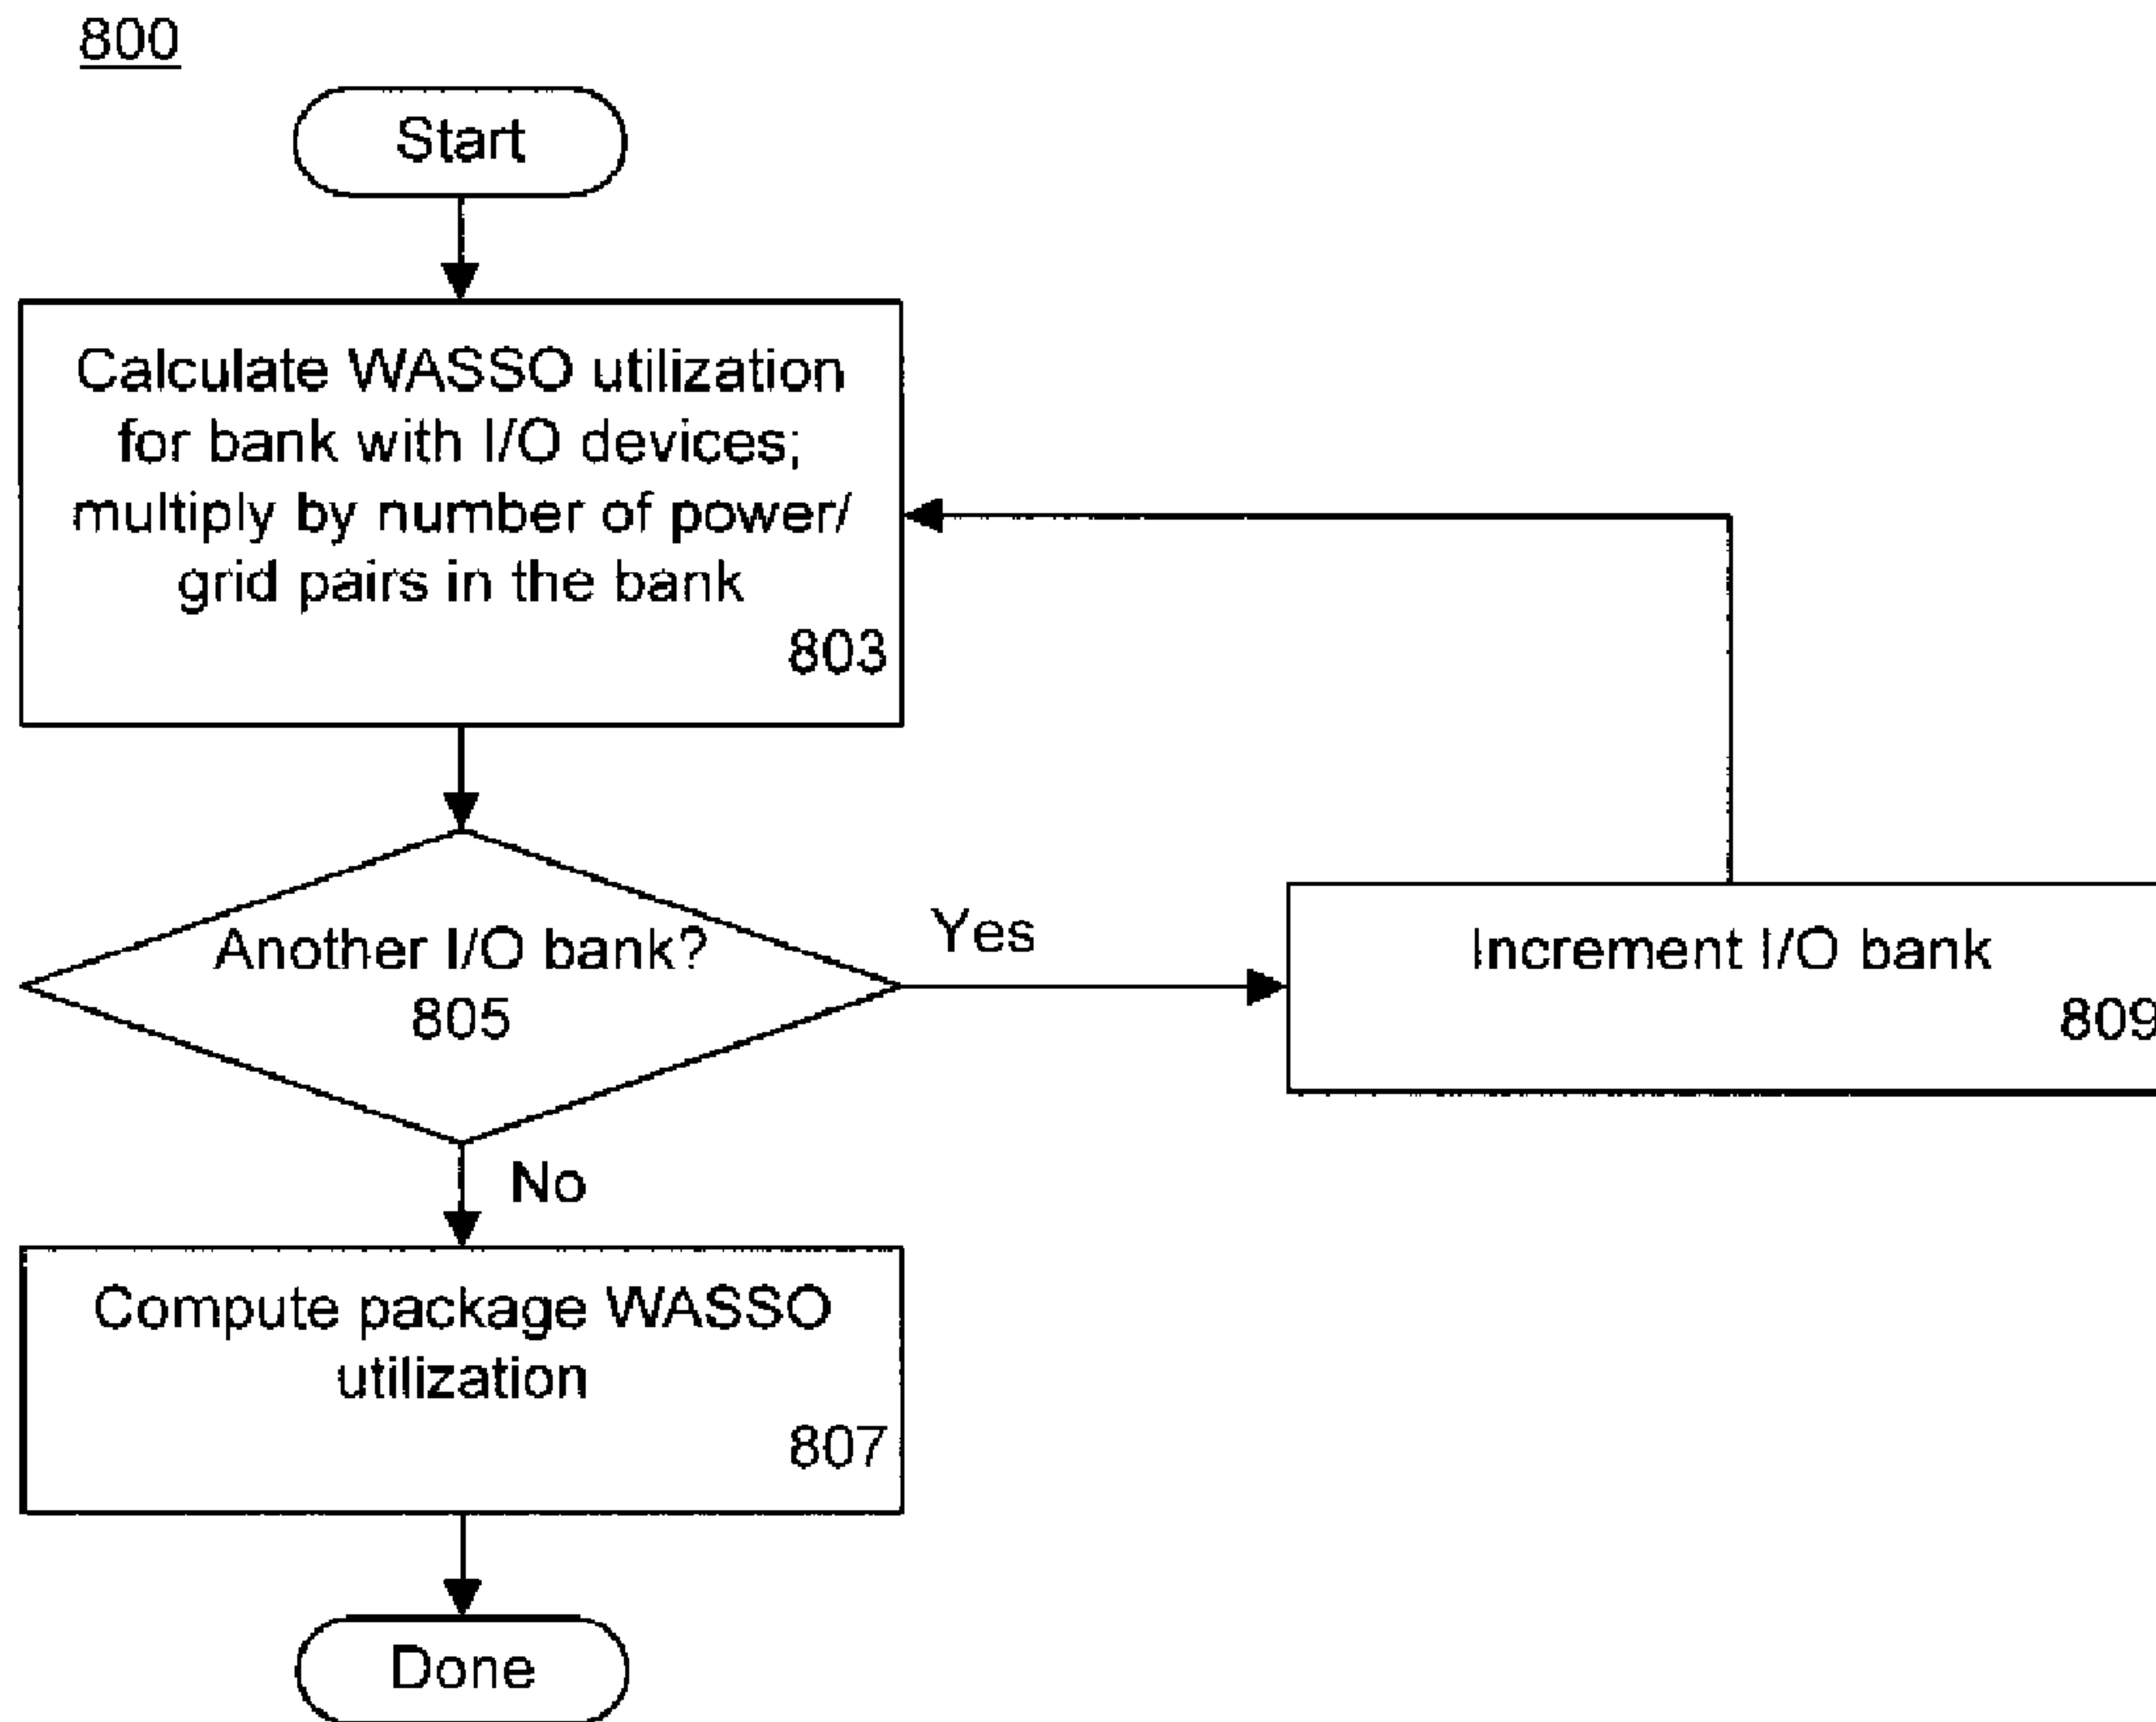 800
Start
Calculate WASSO utilization
for bank with I/O devices;
multiply by number of power/
grid pairs in the bank
803
Another I/O bank?
805
Yes
Increment I/O bank
809
No
Compute package WASSO
utilization
807
Done